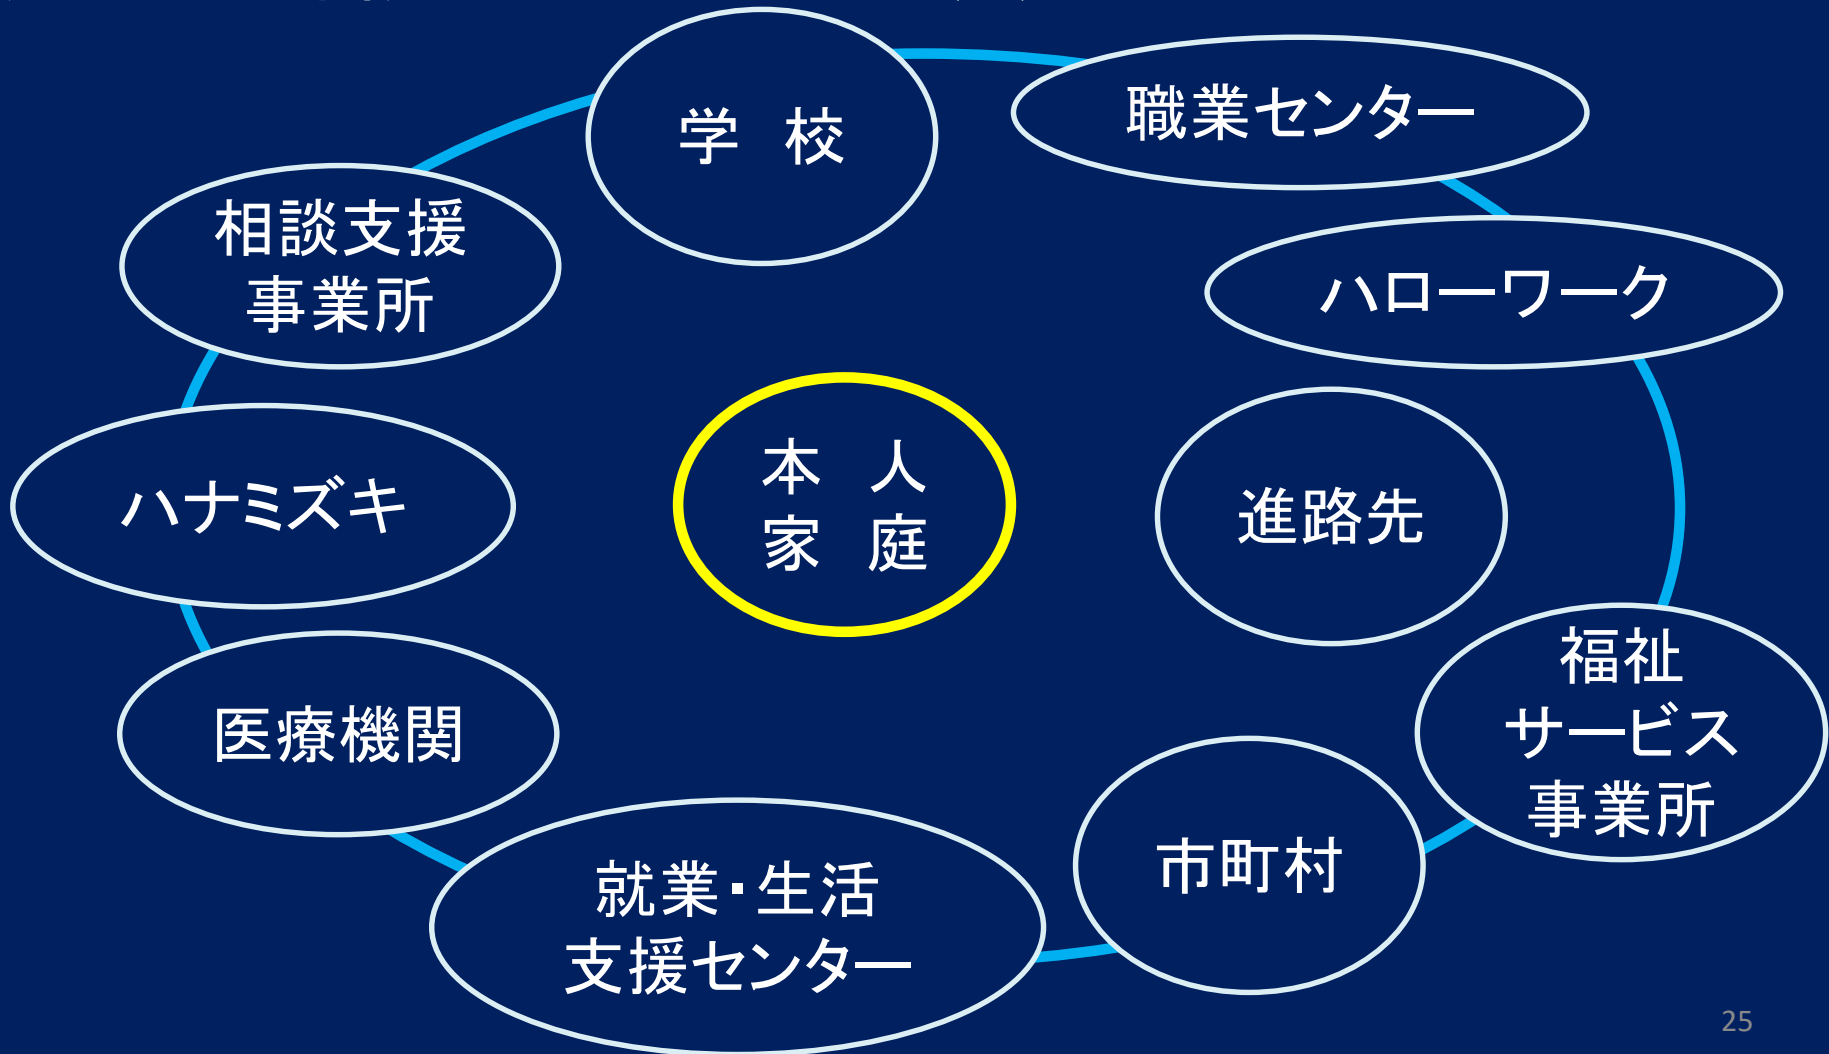 学　校
職業センター
相談支援
事業所
ハローワーク
ハナミズキ
本　人
家　庭
進路先
福祉
サービス
事業所
医療機関
市町村
就業・生活
支援センター
25